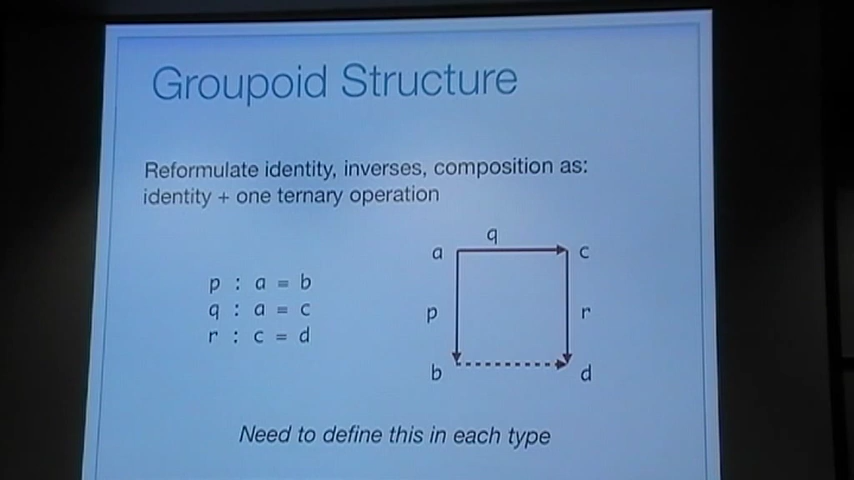 Groupoid Structure
Reformulate identity, inverses, composition as:
identity + one ternary operation
p : a = b
q : a = c
r : c = d
q
a
c
p
r
b
d
Need to define this in each type